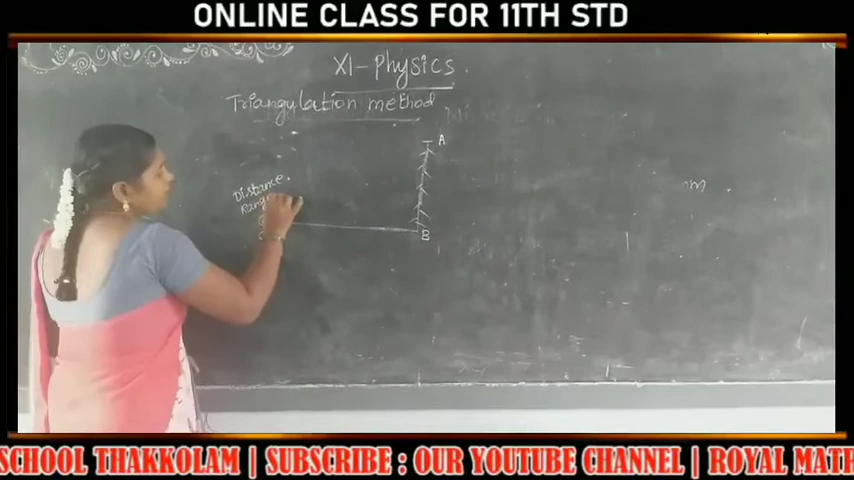 ONLINE CLASS FOR 11TH STD
XI-Physics.
Triangulation method
A
Distance.
B
m
SCHOOL THAKKOLAM | SUBSCRIBE : OUR YOUTUBE CHANNEL | ROYAL MATH